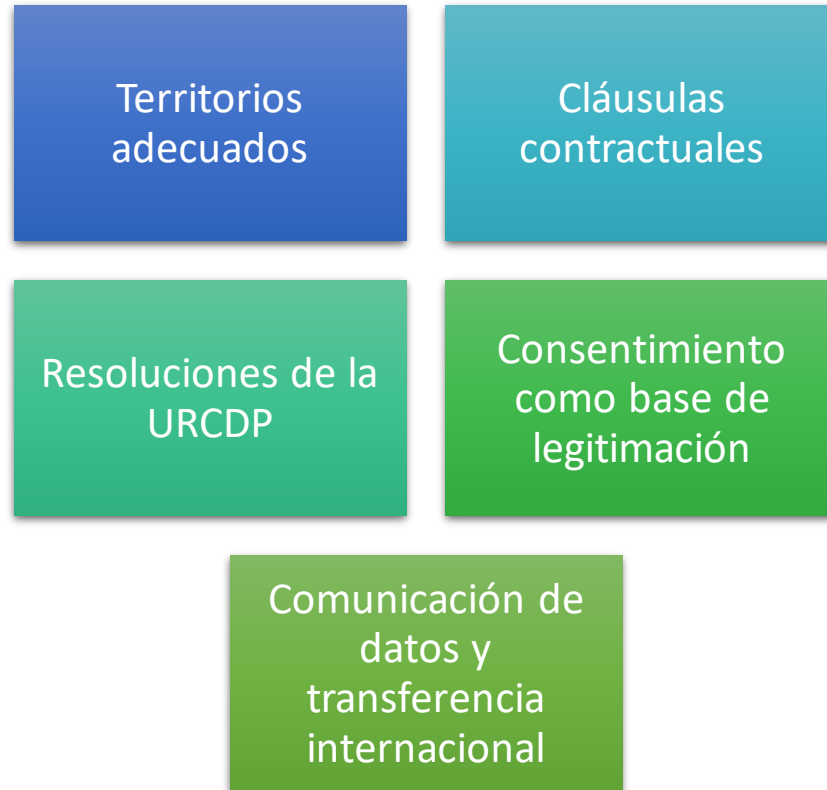 Territorios
adecuados
Cláusulas
contractuales
Resoluciones de la
URCDP
Consentimiento
como base de
legitimación
Comunicación de
datos y
transferencia
internacional